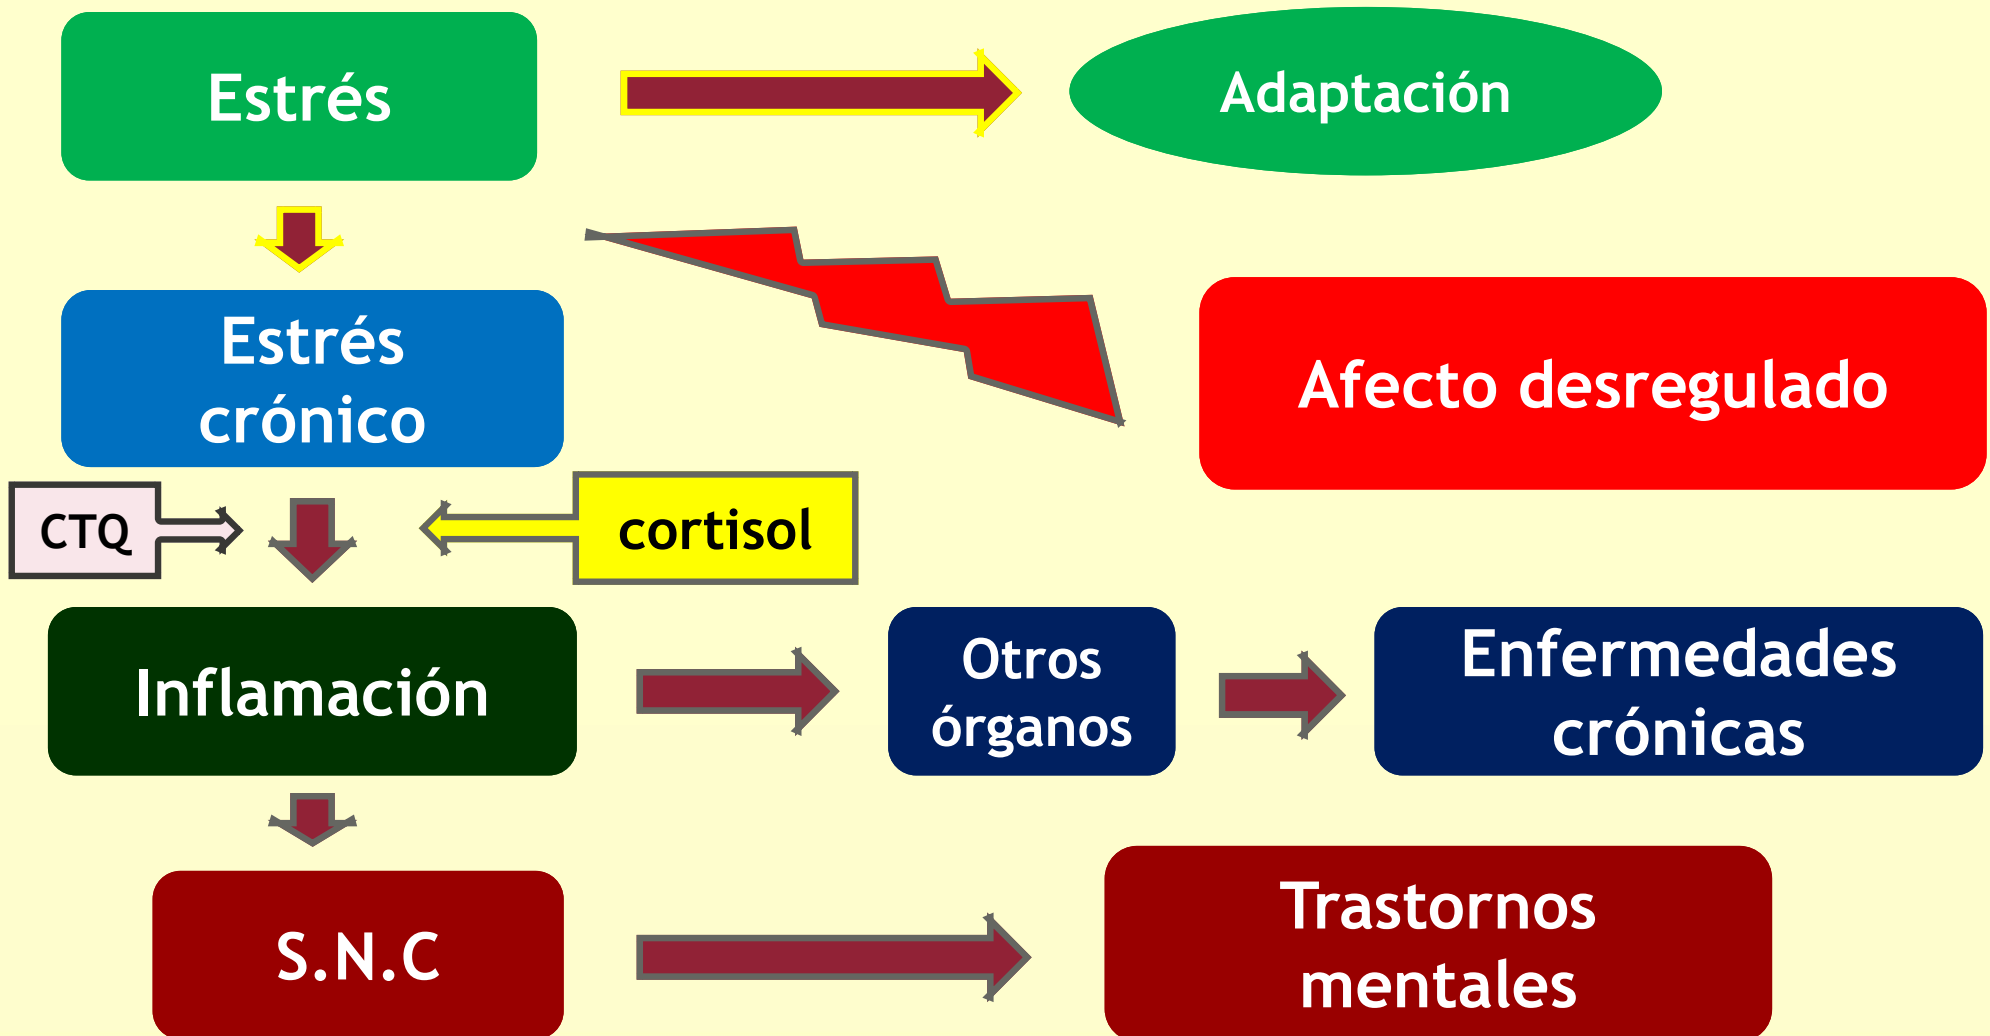 Estrés
Adaptación
Estrés
crónico
Afecto desregulado
CTQ
cortisol
Inflamación
Otros
órganos
Enfermedades
crónicas
S.N.C
Trastornos
mentales